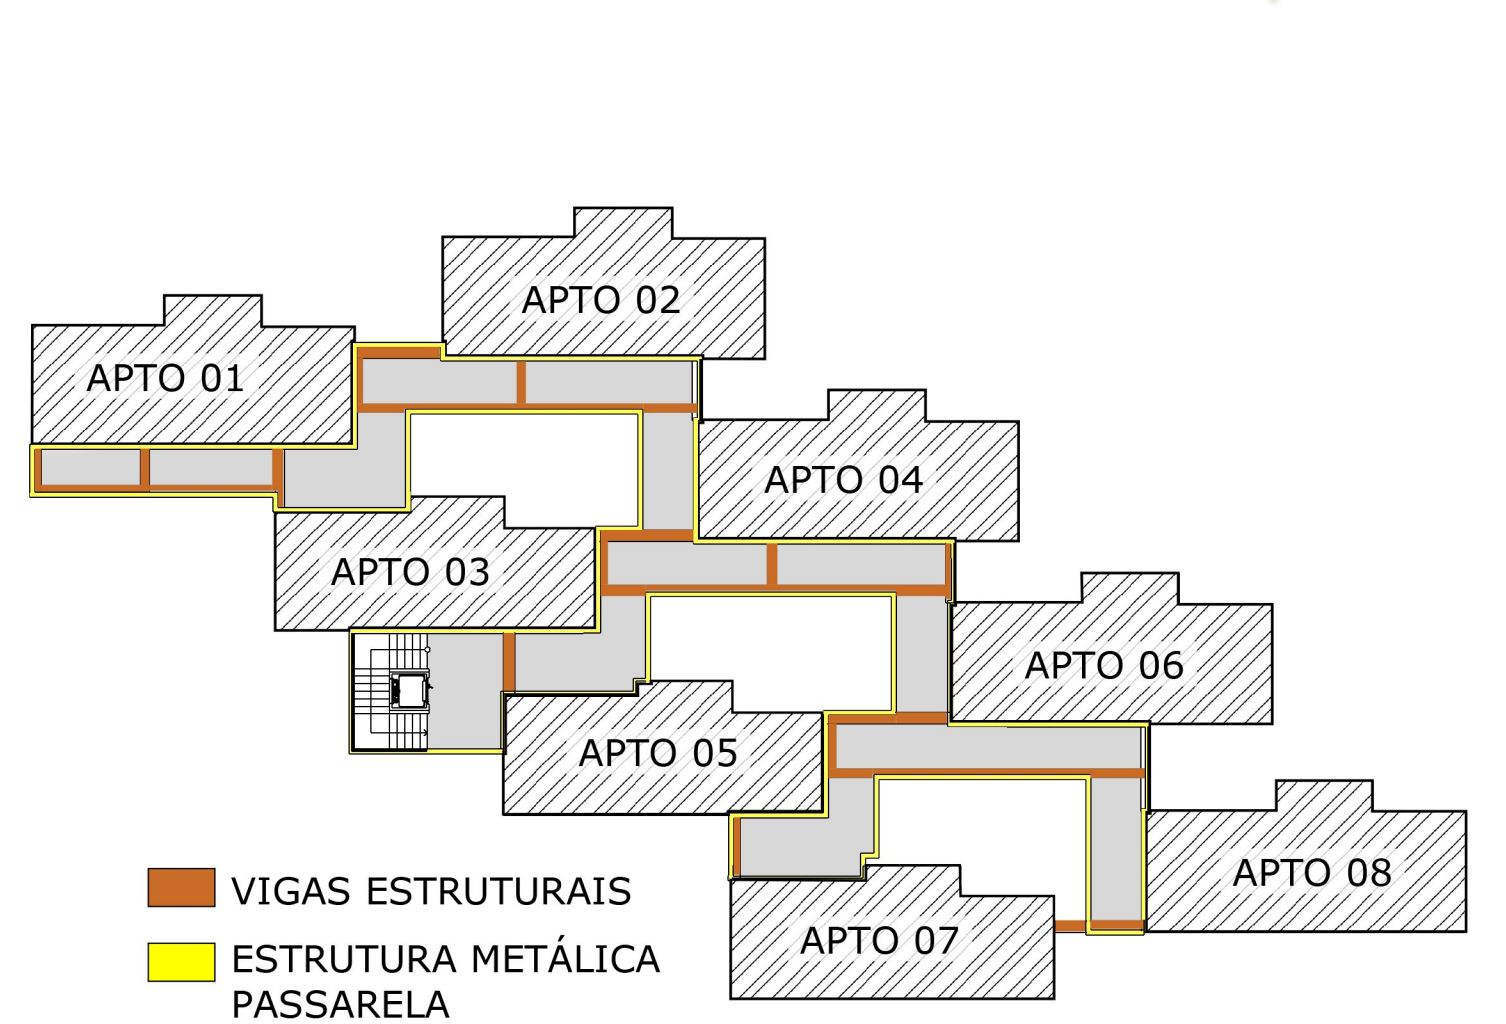 APTO 02
APTO 01
APTO 04
APTO 03
APTO 06
APTO 05
APTO 08
APTO 07
VIGAS ESTRUTURAIS
ESTRUTURA METÁLICA
PASSARELA